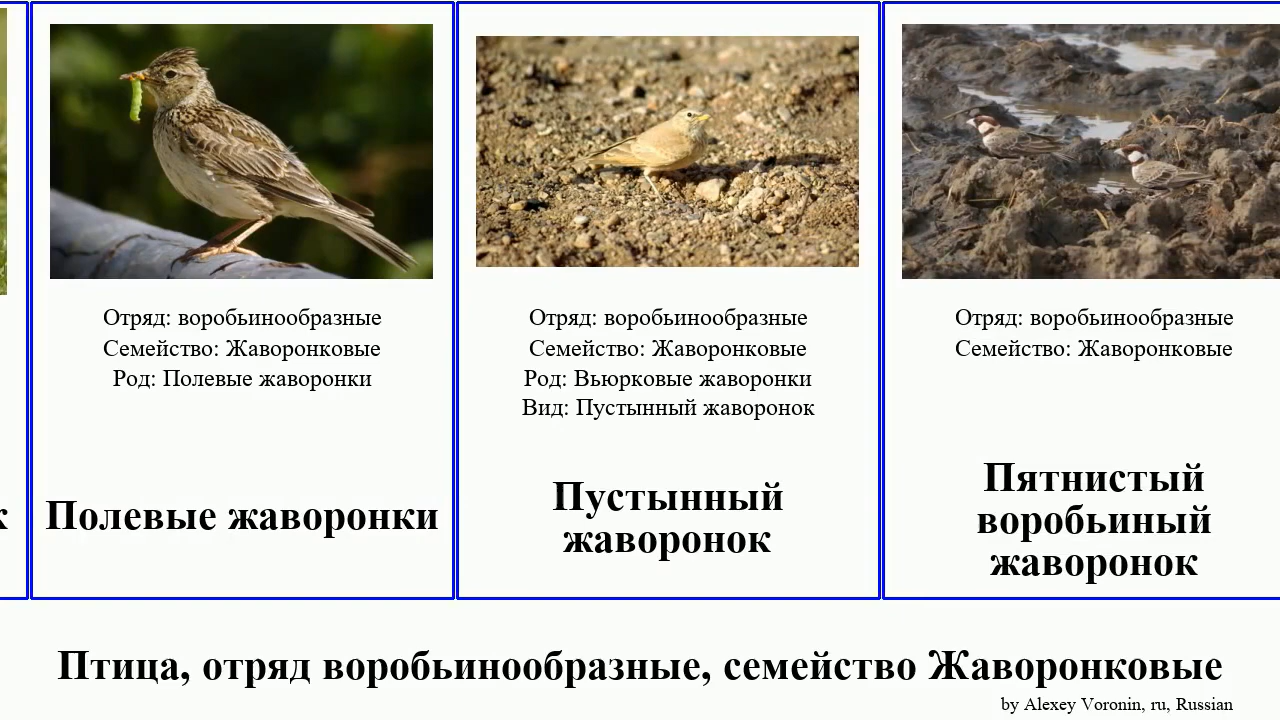 Отряд: воробьинообразные
Семейство: Жаворонковые
Род: Полевые жаворонки
к
Полевые жаворонки
Отряд: воробьинообразные
Семейство: Жаворонковые
Род: Вьюрковые жаворонки
Вид: Пустынный жаворонок
Пустынный
жаворонок
Отряд: воробьинообразные
Семейство: Жаворонковые
Пятнистый
воробьиный
жаворонок
Птица, отряд воробьинообразные, семейство Жаворонковые
by Alexey Voronin, ru, Russian